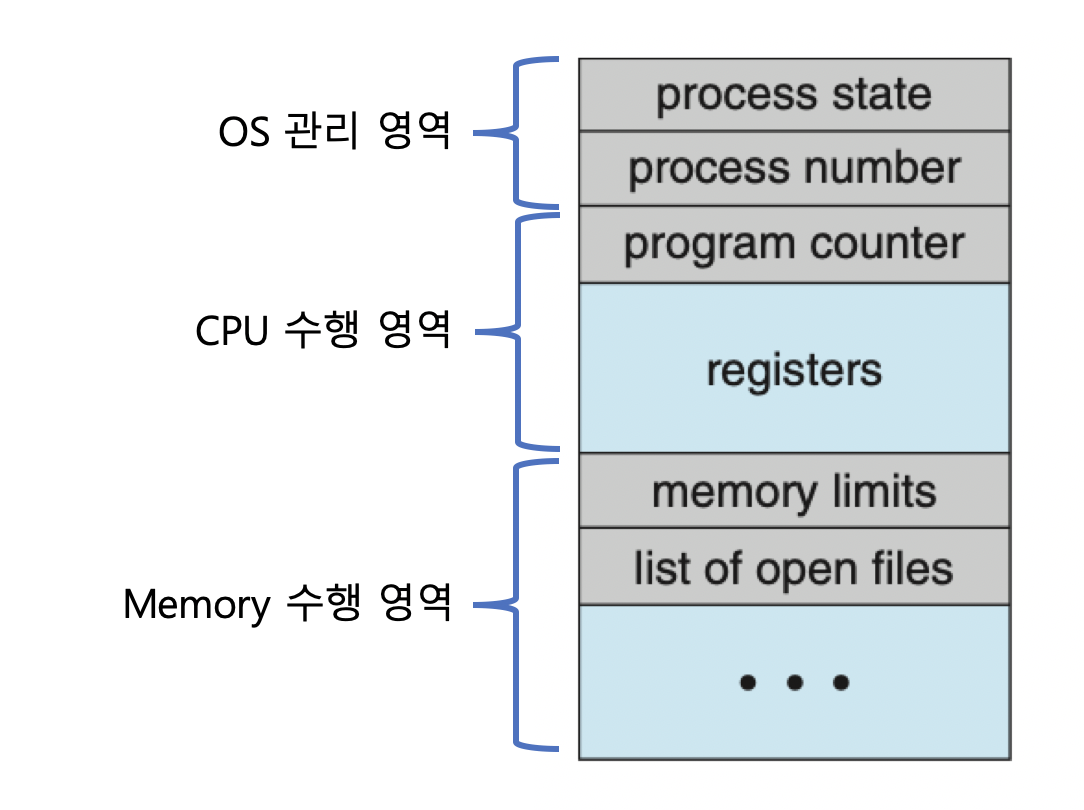 OS 관리 영역
process state
process number
CPU 수행 영역
program counter
registers
Memory 수행 영역
memory limits
list of open files
• • •